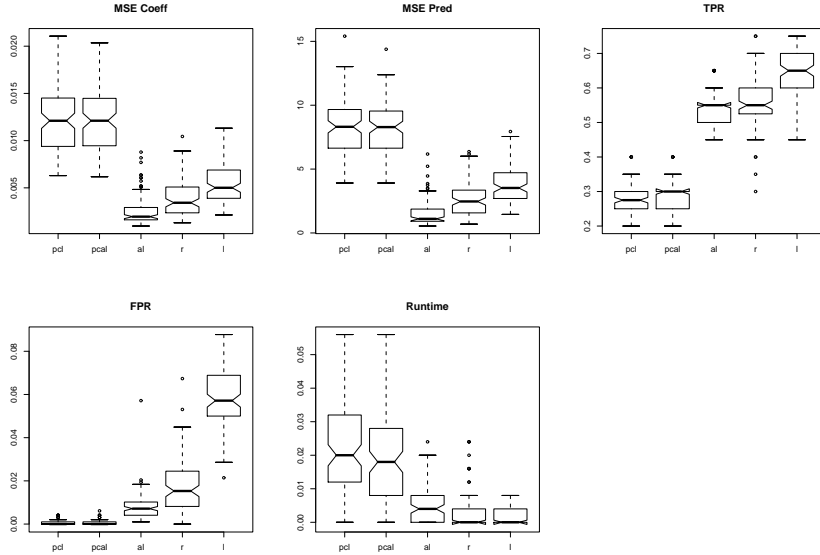 MSE Coeff
0.005 0.010 0.015 0.020
pcl pcal al r l
MSE Pred
0 5 10 15
pcl pcal al r l
TPR
0.2 0.3 0.4 0.5 0.6 0.7
pcl pcal al r l
FPR
0.00 0.02 0.04 0.06 0.08
pcl pcal al r l
Runtime
0.00 0.01 0.02 0.03 0.04 0.05
pcl pcal al r l